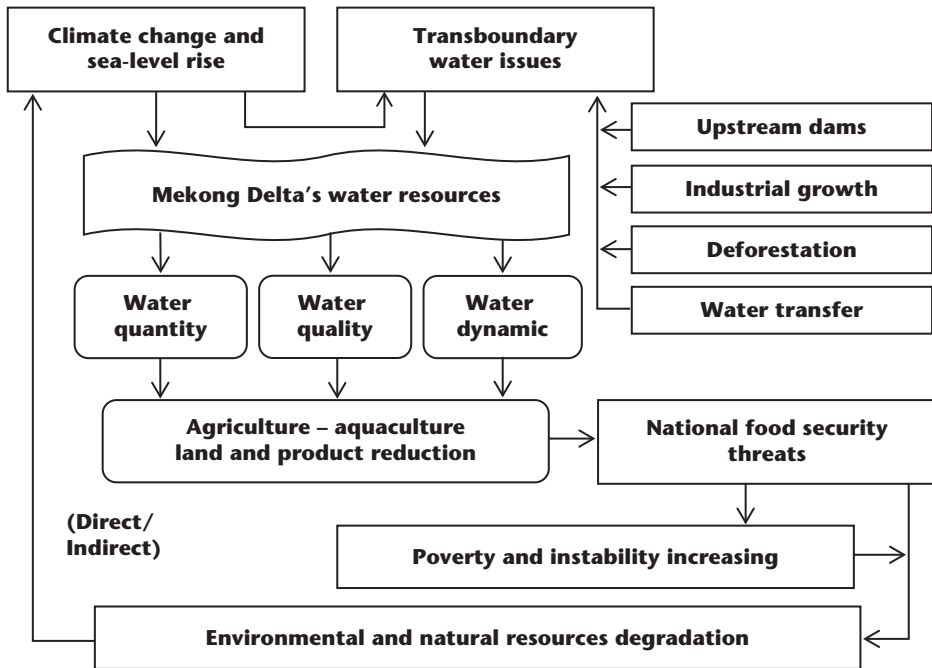 Climate change and
sea-level rise
Transboundary
water issues
Upstream dams
Industrial growth
Deforestation
Water transfer
Mekong Delta’s water resources
Water
quantity
Water
quality
Water
dynamic
Agriculture – aquaculture
land and product reduction
National food security
threats
(Direct/
Indirect)
Poverty and instability increasing
Environmental and natural resources degradation